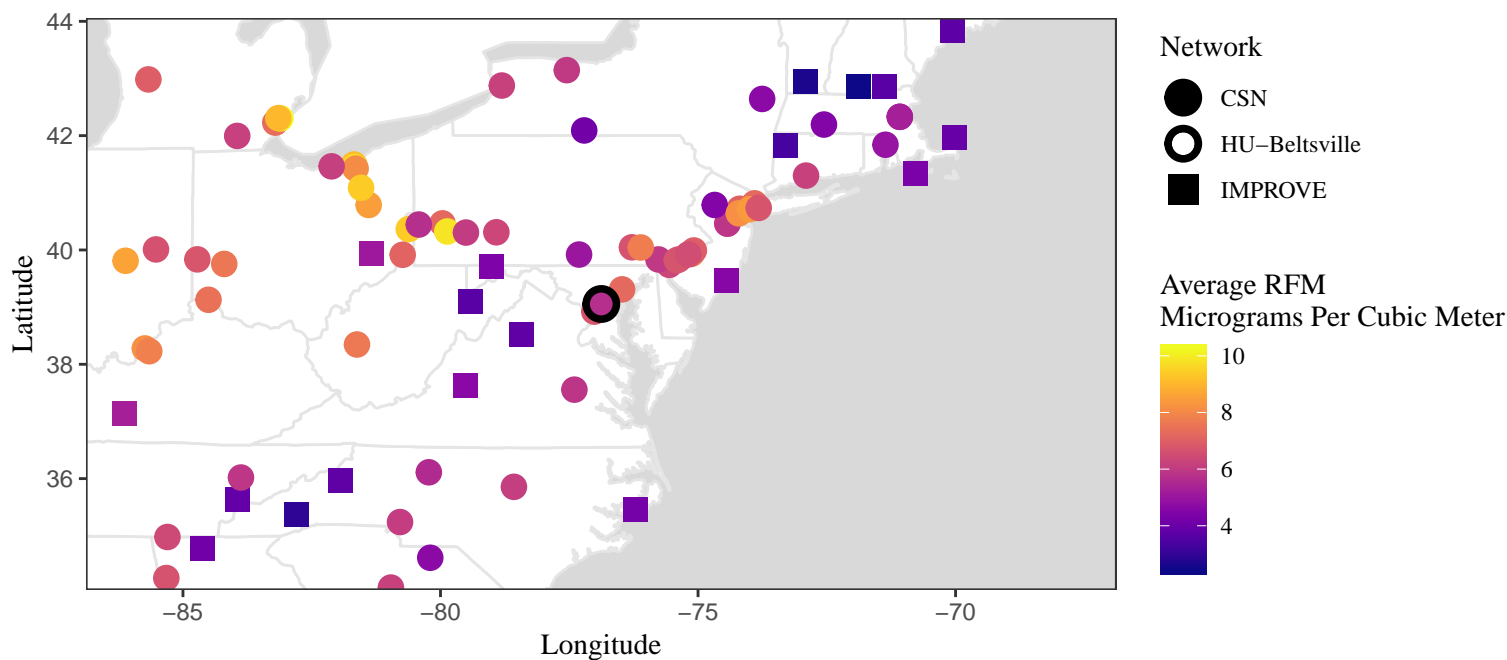 44
42
40
38
36
Latitude
−85
−80
−75
−70
Longitude
Network
CSN
HU−Beltsville
IMPROVE
Average RFM
Micrograms Per Cubic Meter
10
8
6
4